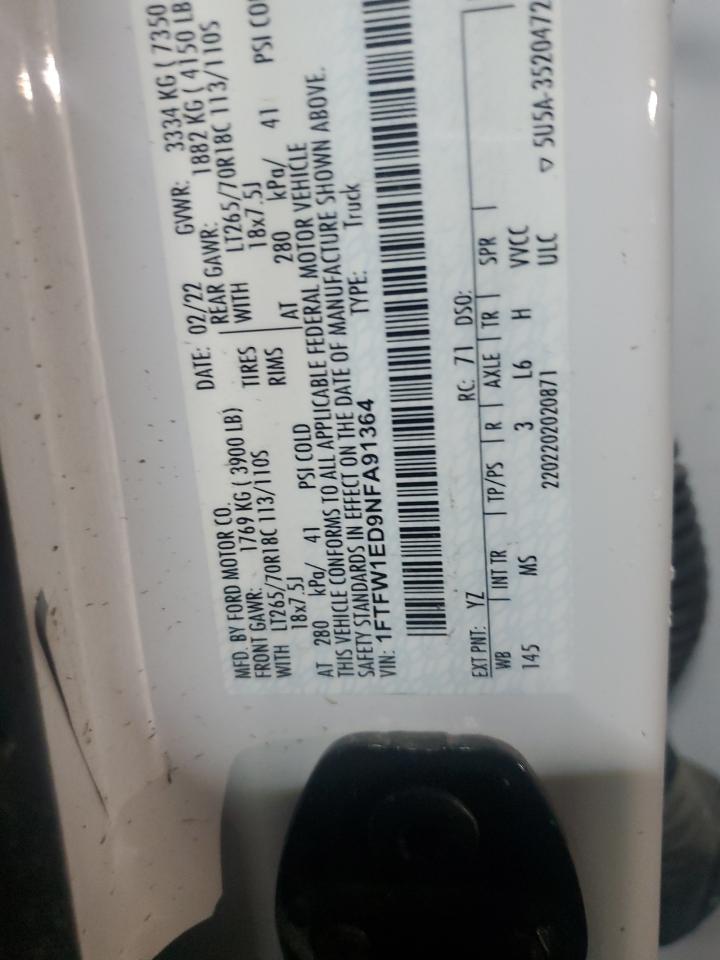 MFD. BY FORD MOTOR CO.
DATE: 02/22 GVWR: 3334 KG ( 7350
FRONT GAWR: 1769 KG ( 3900 LB)
REAR GAWR: 1882 KG ( 4150 LB
WITH LT265/70R18C 113/110S TIRES
WITH LT265/70R18C 113/110S
18x7.5J RIMS 18x7.5J
AT 280 kPa/ 41 PSI COLD
AT 280 kPa/ 41 PSI CO
THIS VEHICLE CONFORMS TO ALL APPLICABLE FEDERAL MOTOR VEHICLE
SAFETY STANDARDS IN EFFECT ON THE DATE OF MANUFACTURE SHOWN ABOVE.
VIN: 1FTFW1ED9NFA91364 TYPE: Truck
EXT PNT: YZ RC: 71 DSO:
WB INT TR TP/PS R AXLE TR SPR
145 MS 3 L6 H VVCC
2202202020871 ULC ▽ 5U5A-3520472